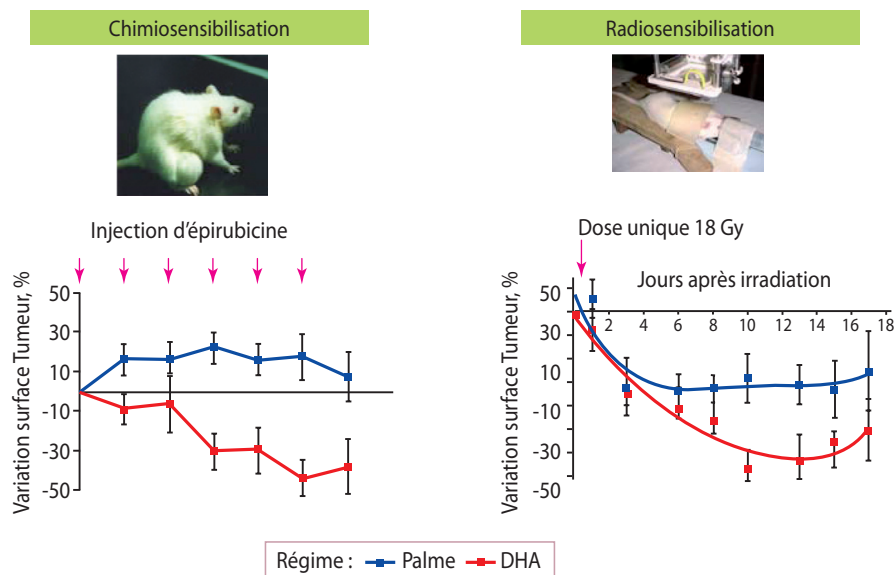 Chimiosensibilisation
Radiosensibilisation
Injection d'épirubicine
Variation surface Tumeur, %
50
30
10
-10
-30
-50
Dose unique 18 Gy
Jours après irradiation
Variation surface Tumeur, %
50
30
10
-10
-30
-50
2 4 6 8 10 12 14 15 18
Régime : Palme DHA